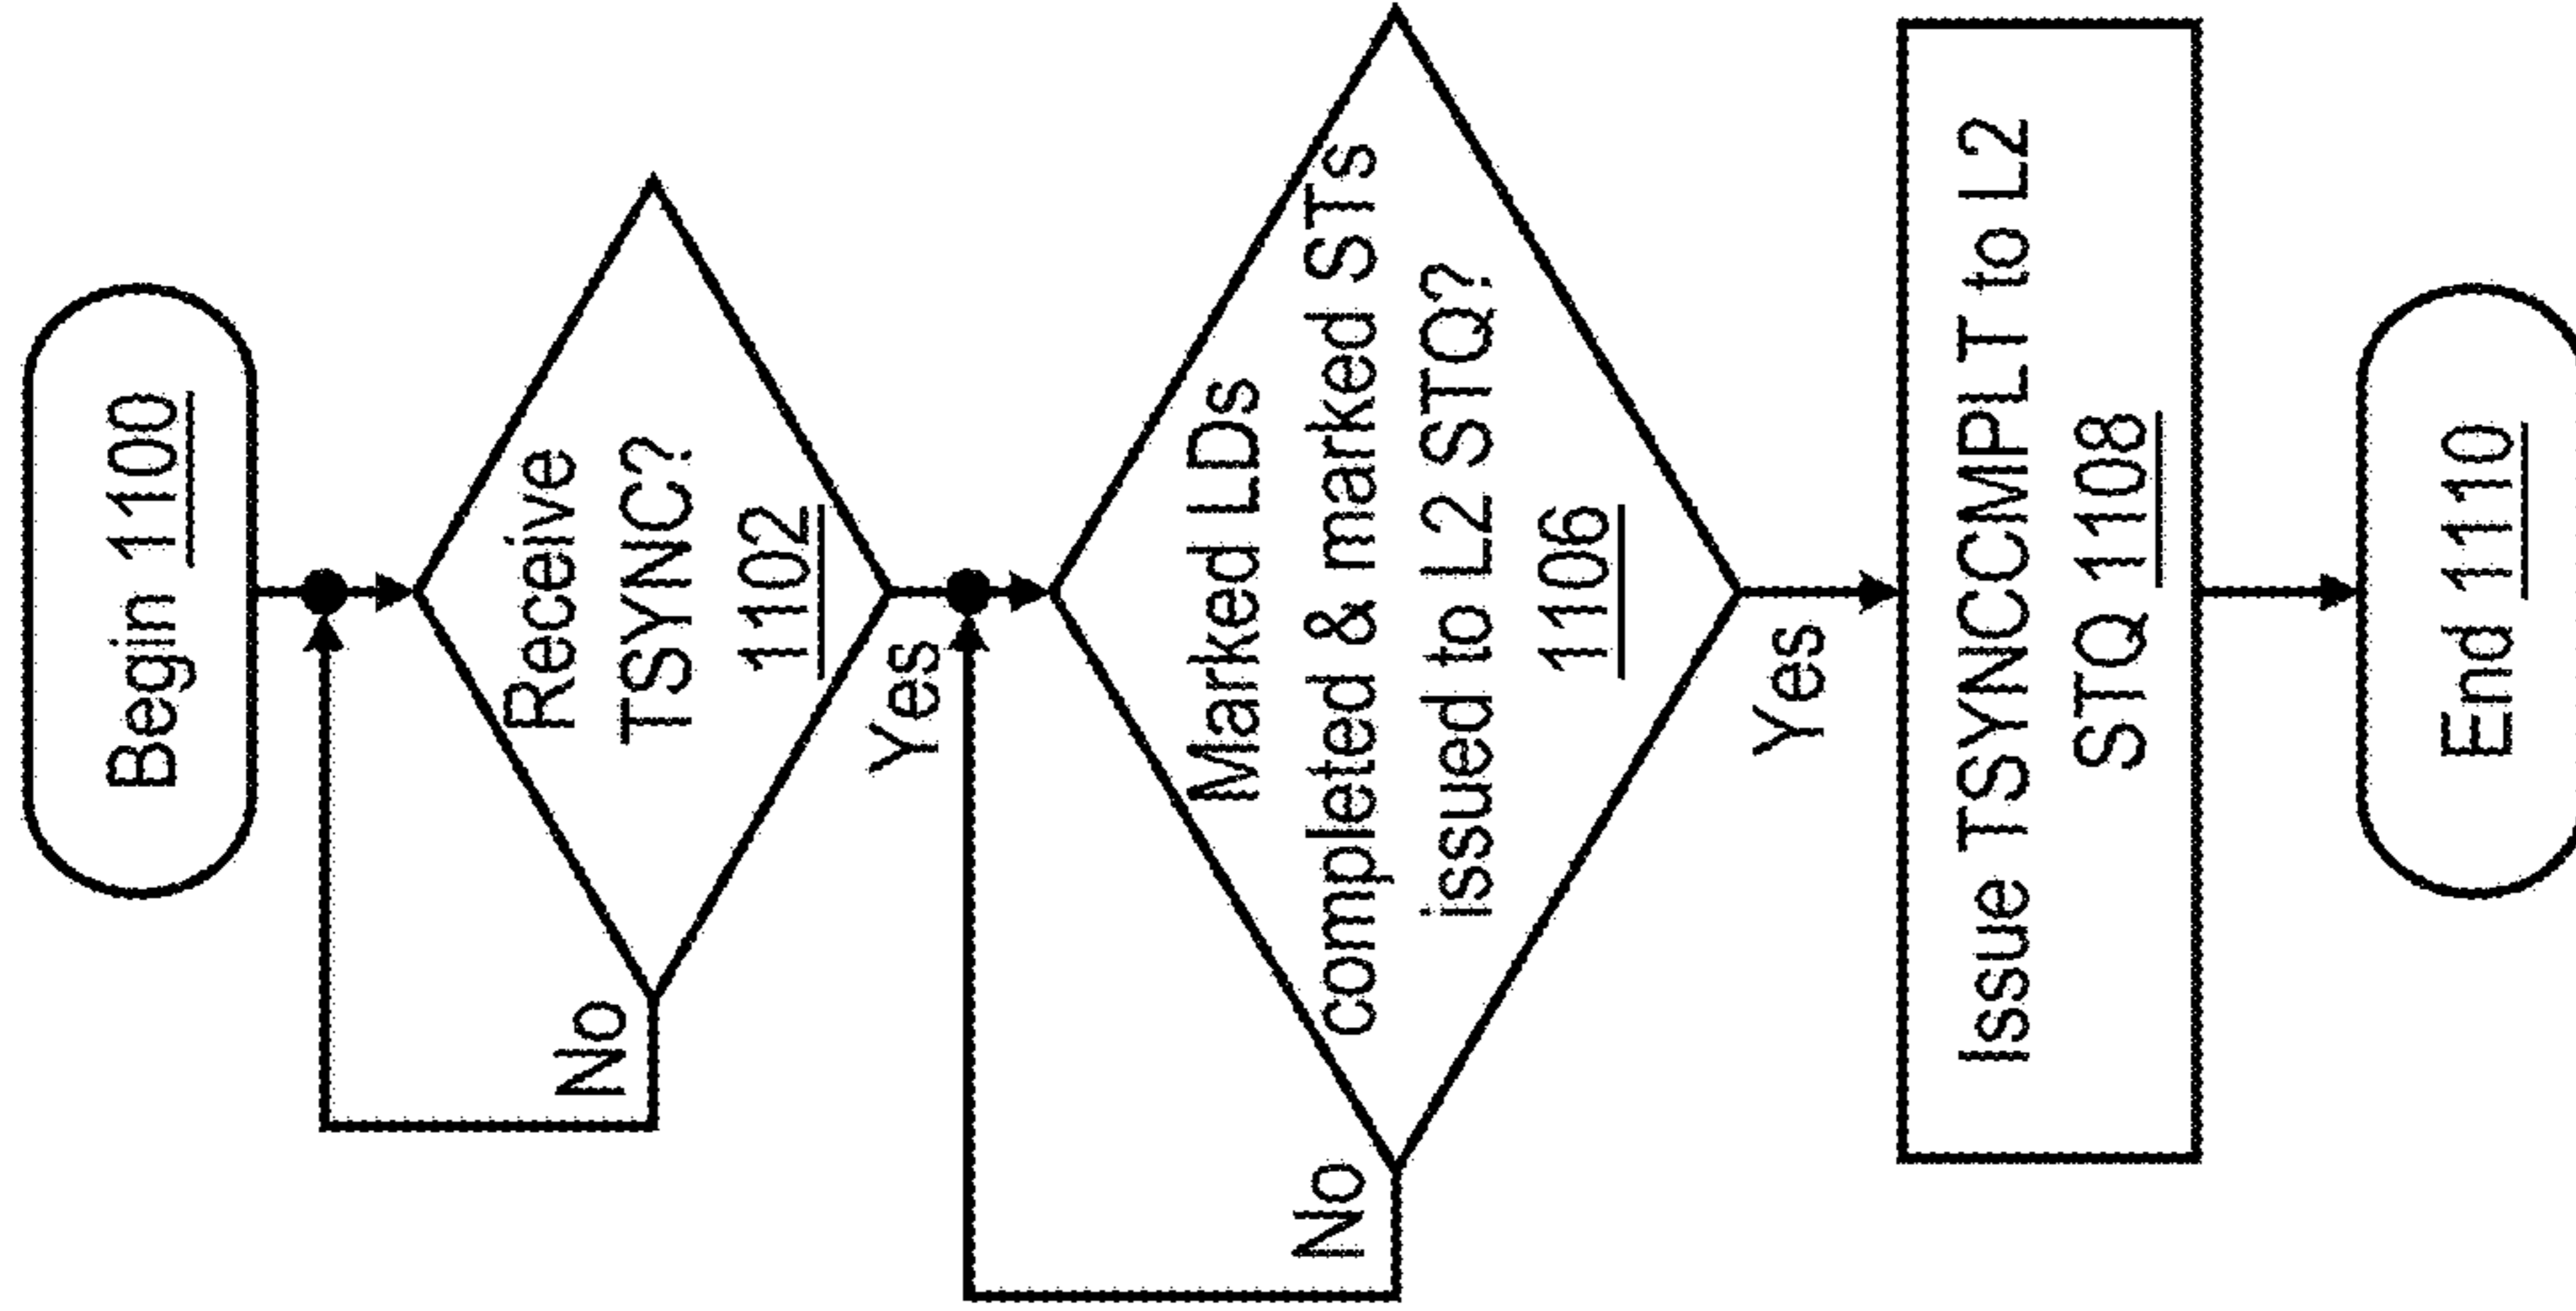 Begin 1100
Receive
TSYNC?
1102
No
Yes
Marked LDs
completed & marked STs
issued to L2 STQ?
1106
No
Yes
Issue TSYNCCMPLT to L2
STQ 1108
End 1110